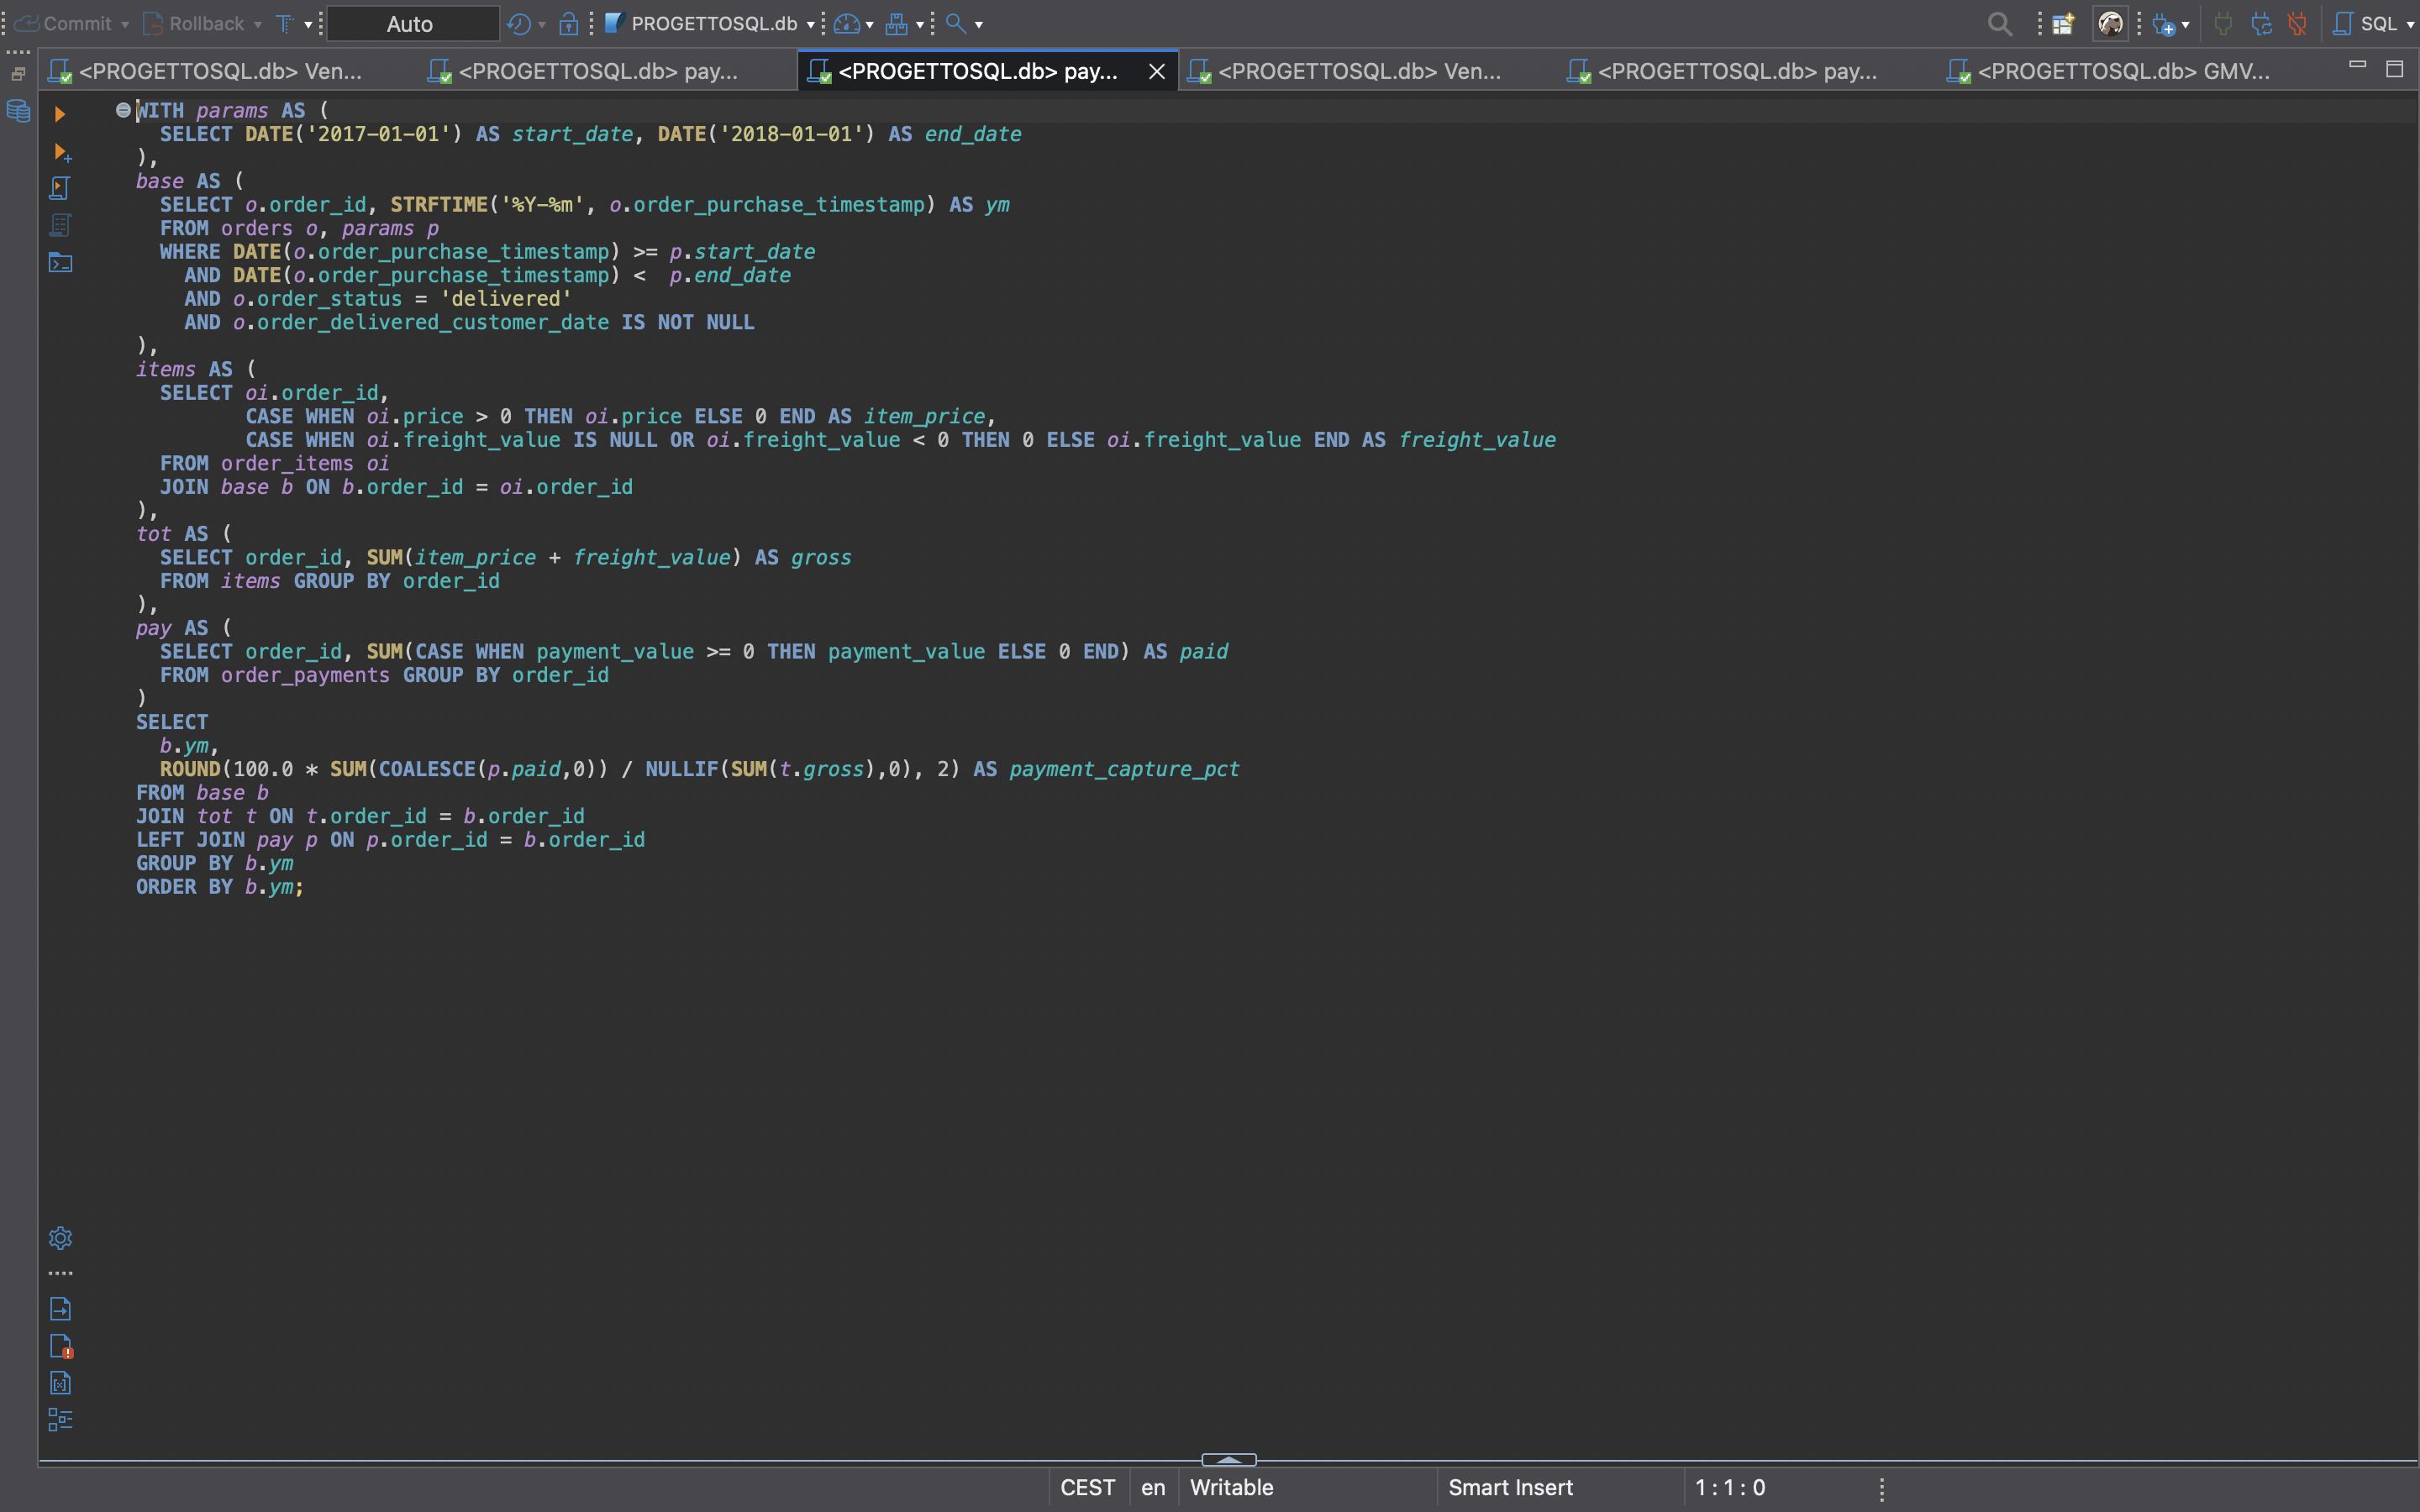 Commit Rollback Auto PROGETTOSQL.db SQL
<PROGETTOSQL.db> Ven... <PROGETTOSQL.db> pay... <PROGETTOSQL.db> pay... <PROGETTOSQL.db> Ven... <PROGETTOSQL.db> pay... <PROGETTOSQL.db> GMV...
WITH params AS (
  SELECT DATE('2017-01-01') AS start_date, DATE('2018-01-01') AS end_date
),
base AS (
  SELECT o.order_id, STRFTIME('%Y-%m', o.order_purchase_timestamp) AS ym
  FROM orders o, params p
  WHERE DATE(o.order_purchase_timestamp) >= p.start_date
    AND DATE(o.order_purchase_timestamp) <  p.end_date
    AND o.order_status = 'delivered'
    AND o.order_delivered_customer_date IS NOT NULL
),
items AS (
  SELECT oi.order_id,
         CASE WHEN oi.price > 0 THEN oi.price ELSE 0 END AS item_price,
         CASE WHEN oi.freight_value IS NULL OR oi.freight_value < 0 THEN 0 ELSE oi.freight_value END AS freight_value
  FROM order_items oi
  JOIN base b ON b.order_id = oi.order_id
),
tot AS (
  SELECT order_id, SUM(item_price + freight_value) AS gross
  FROM items GROUP BY order_id
),
pay AS (
  SELECT order_id, SUM(CASE WHEN payment_value >= 0 THEN payment_value ELSE 0 END) AS paid
  FROM order_payments GROUP BY order_id
)
SELECT
  b.ym,
  ROUND(100.0 * SUM(COALESCE(p.paid,0)) / NULLIF(SUM(t.gross),0), 2) AS payment_capture_pct
FROM base b
JOIN tot t ON t.order_id = b.order_id
LEFT JOIN pay p ON p.order_id = b.order_id
GROUP BY b.ym
ORDER BY b.ym;
CEST en Writable Smart Insert 1 : 1 : 0